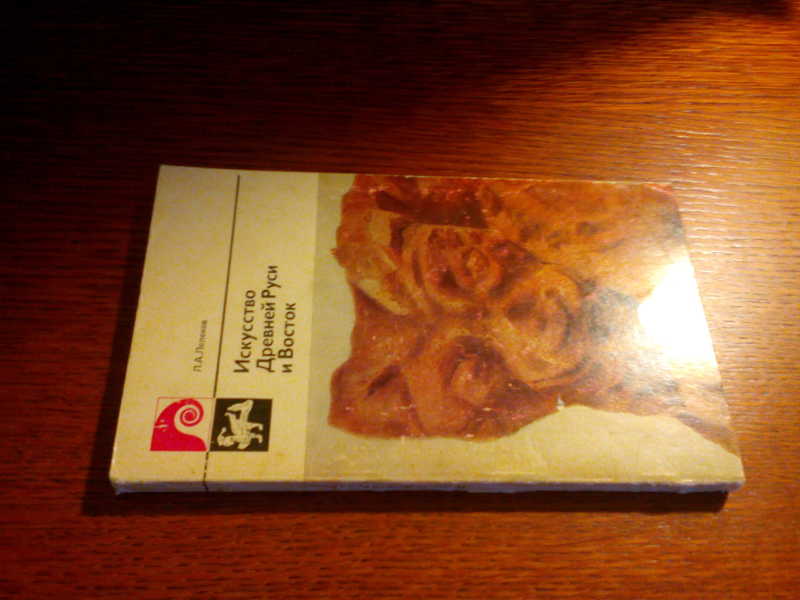 Л.А.Лелеков
Искусство
Древней Руси
и Восток